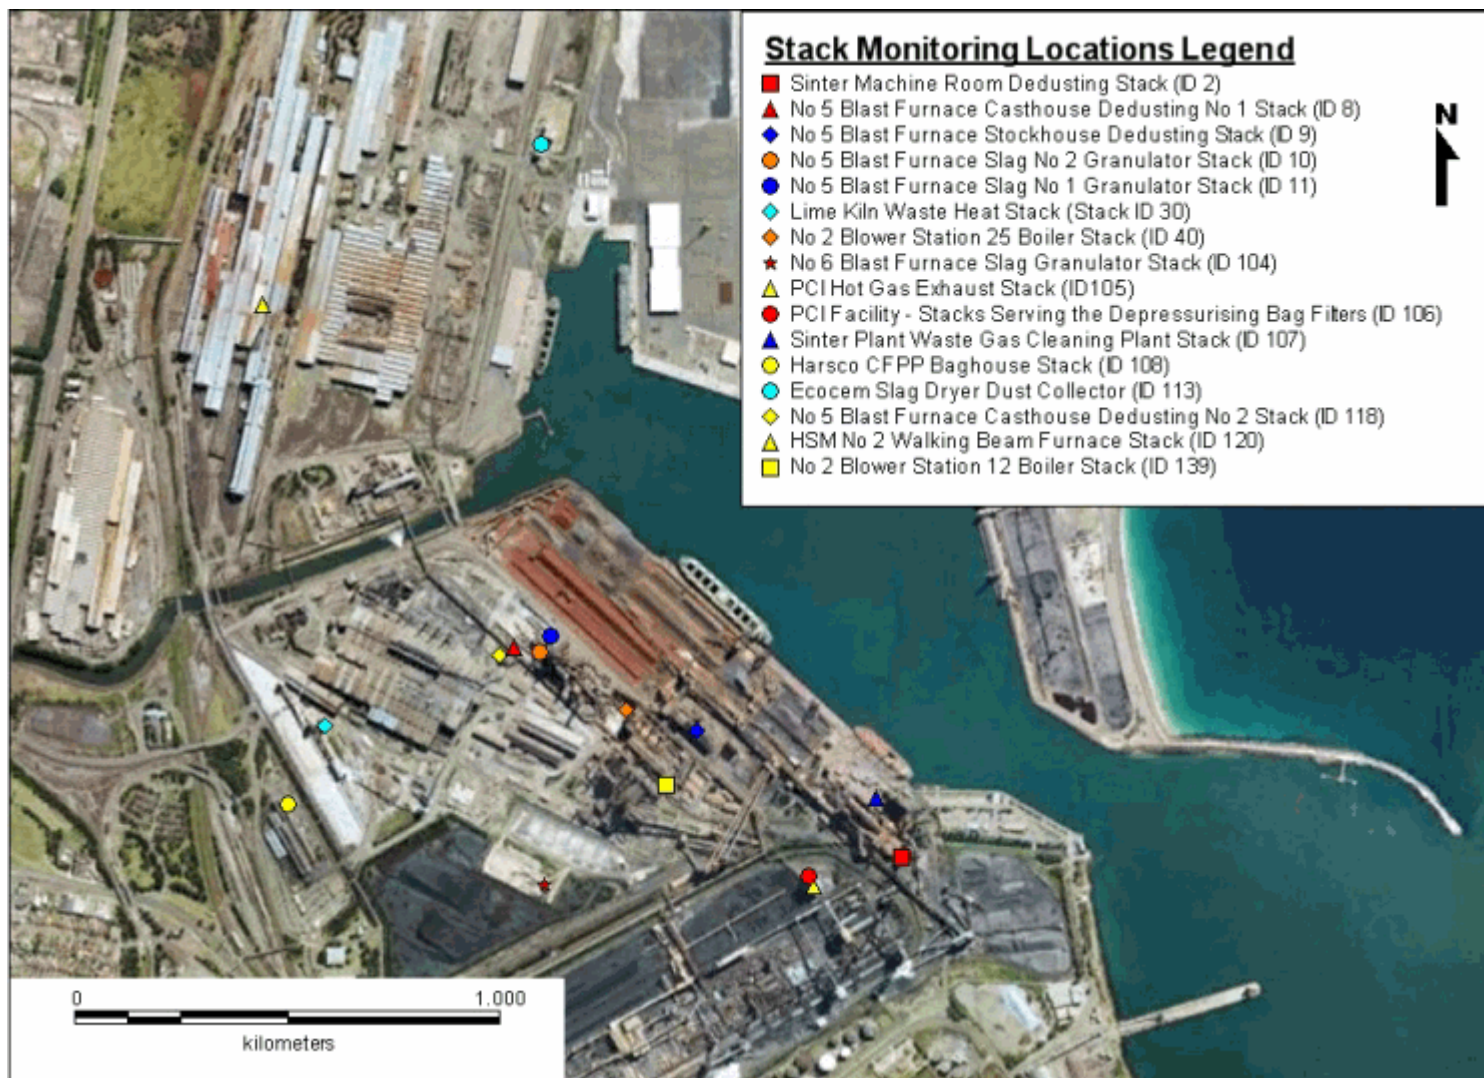 Stack Monitoring Locations Legend
Sinter Machine Room Dedusting Stack (ID 2)
No 5 Blast Furnace Casthouse Dedusting No 1 Stack (ID 8)
No 5 Blast Furnace Stockhouse Dedusting Stack (ID 9)
No 5 Blast Furnace Slag No 2 Granulator Stack (ID 10)
No 5 Blast Furnace Slag No 1 Granulator Stack (ID 11)
Lime Kiln Waste Heat Stack (Stack ID 30)
No 2 Blower Station 25 Boiler Stack (ID 40)
No 6 Blast Furnace Slag Granulator Stack (ID 104)
PCI Hot Gas Exhaust Stack (ID105)
PCI Facility - Stacks Serving the Depressurising Bag Filters (ID 106)
Sinter Plant Waste Gas Cleaning Plant Stack (ID 107)
Harsco CFPP Baghouse Stack (ID 108)
Ecocem Slag Dryer Dust Collector (ID 113)
No 5 Blast Furnace Casthouse Dedusting No 2 Stack (ID 118)
HSM No 2 Walking Beam Furnace Stack (ID 120)
No 2 Blower Station 12 Boiler Stack (ID 139)
N
0 1.000
kilometers